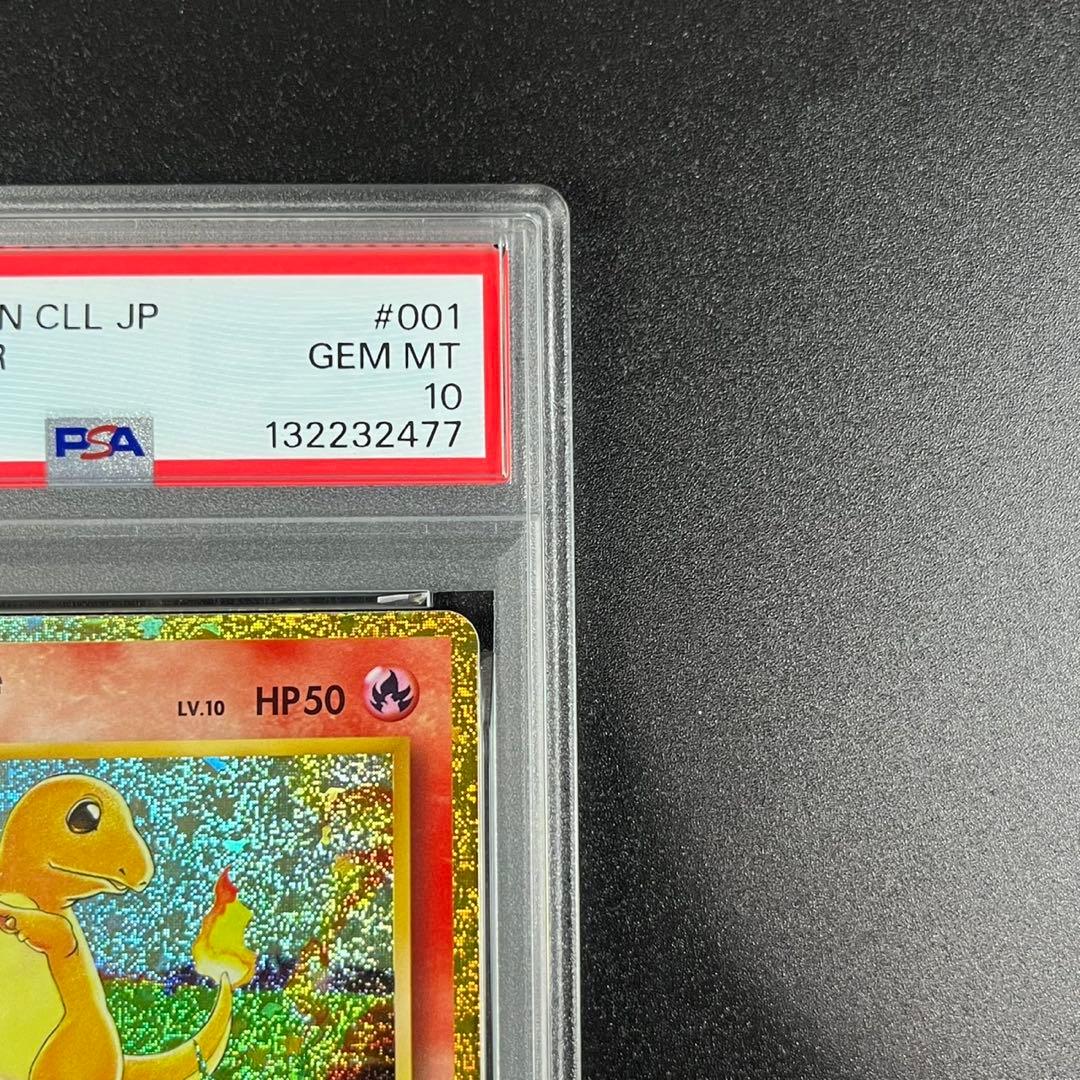 N CLL JP #001
R GEM MT
10
PSA 132232477
LV.10 HP50